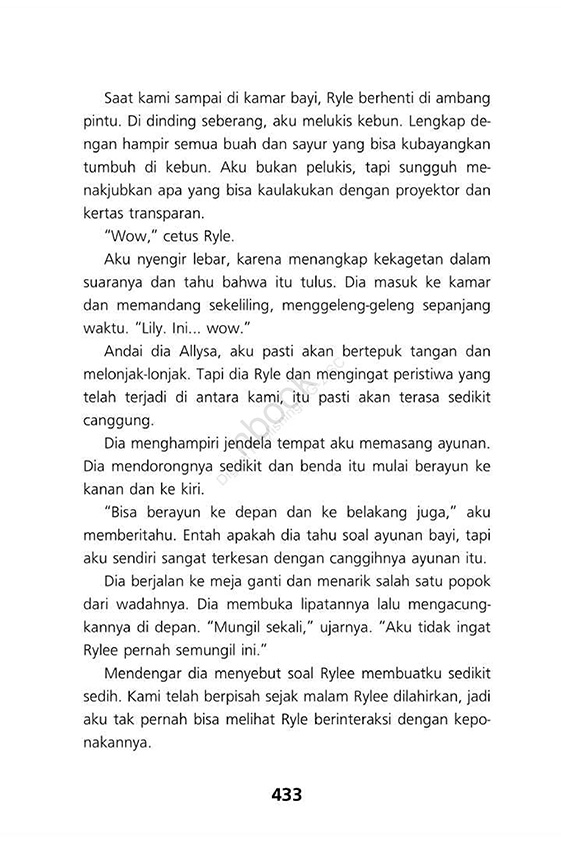 Saat kami sampai di kamar bayi, Ryle berhenti di ambang
pintu. Di dinding seberang, aku melukis kebun. Lengkap de-
ngan hampir semua buah dan sayur yang bisa kubayangkan
tumbuh di kebun. Aku bukan pelukis, tapi sungguh me-
nakjubkan apa yang bisa kaulakukan dengan proyektor dan
kertas transparan.
“Wow,” cetus Ryle.
Aku nyengir lebar, karena menangkap kekagetan dalam
suaranya dan tahu bahwa itu tulus. Dia masuk ke kamar
dan memandang sekeliling, menggeleng-geleng sepanjang
waktu. “Lily. Ini... wow.”
Andai dia Allysa, aku pasti akan bertepuk tangan dan
melonjak-lonjak. Tapi dia Ryle dan mengingat peristiwa yang
telah terjadi di antara kami, itu pasti akan terasa sedikit
canggung.
Dia menghampiri jendela tempat aku memasang ayunan.
Dia mendorongnya sedikit dan benda itu mulai berayun ke
kanan dan ke kiri.
“Bisa berayun ke depan dan ke belakang juga,” aku
memberitahu. Entah apakah dia tahu soal ayunan bayi, tapi
aku sendiri sangat terkesan dengan canggihnya ayunan itu.
Dia berjalan ke meja ganti dan menarik salah satu popok
dari wadahnya. Dia membuka lipatannya lalu mengacung-
kannya di depan. “Mungil sekali,” ujarnya. “Aku tidak ingat
Rylee pernah semungil ini.”
Mendengar dia menyebut soal Rylee membuatku sedikit
sedih. Kami telah berpisah sejak malam Rylee dilahirkan, jadi
aku tak pernah bisa melihat Ryle berinteraksi dengan kepo-
nakannya.
433